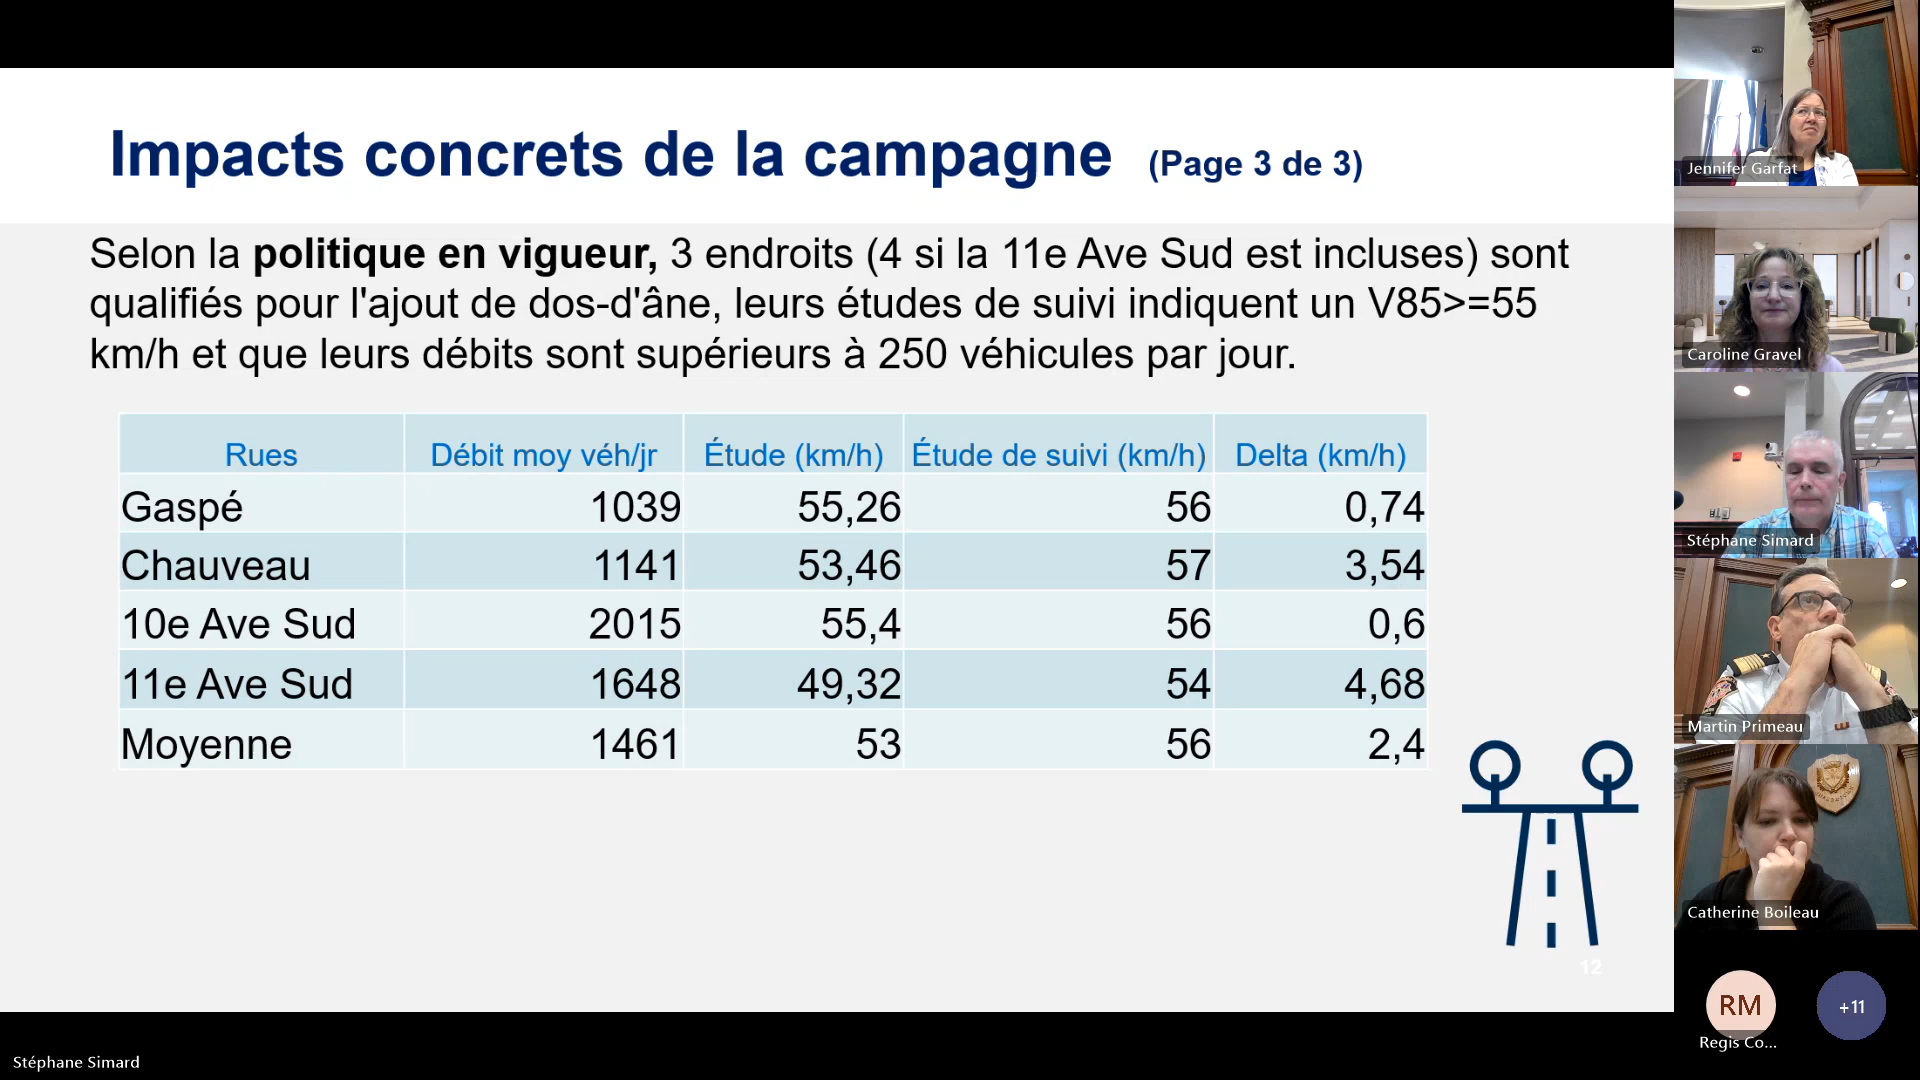 Impacts concrets de la campagne (Page 3 de 3)
Selon la politique en vigueur, 3 endroits (4 si la 11e Ave Sud est incluses) sont
qualifiés pour l'ajout de dos-d'âne, leurs études de suivi indiquent un V85>=55
km/h et que leurs débits sont supérieurs à 250 véhicules par jour.
Rues Débit moy véh/jr Étude (km/h) Étude de suivi (km/h) Delta (km/h)
Gaspé 1039 55,26 56 0,74
Chauveau 1141 53,46 57 3,54
10e Ave Sud 2015 55,4 56 0,6
11e Ave Sud 1648 49,32 54 4,68
Moyenne 1461 53 56 2,4
12
Stéphane Simard
Jennifer Garfat
Caroline Gravel
Stéphane Simard
Martin Primeau
Catherine Boileau
RM
+11
Regis Co...